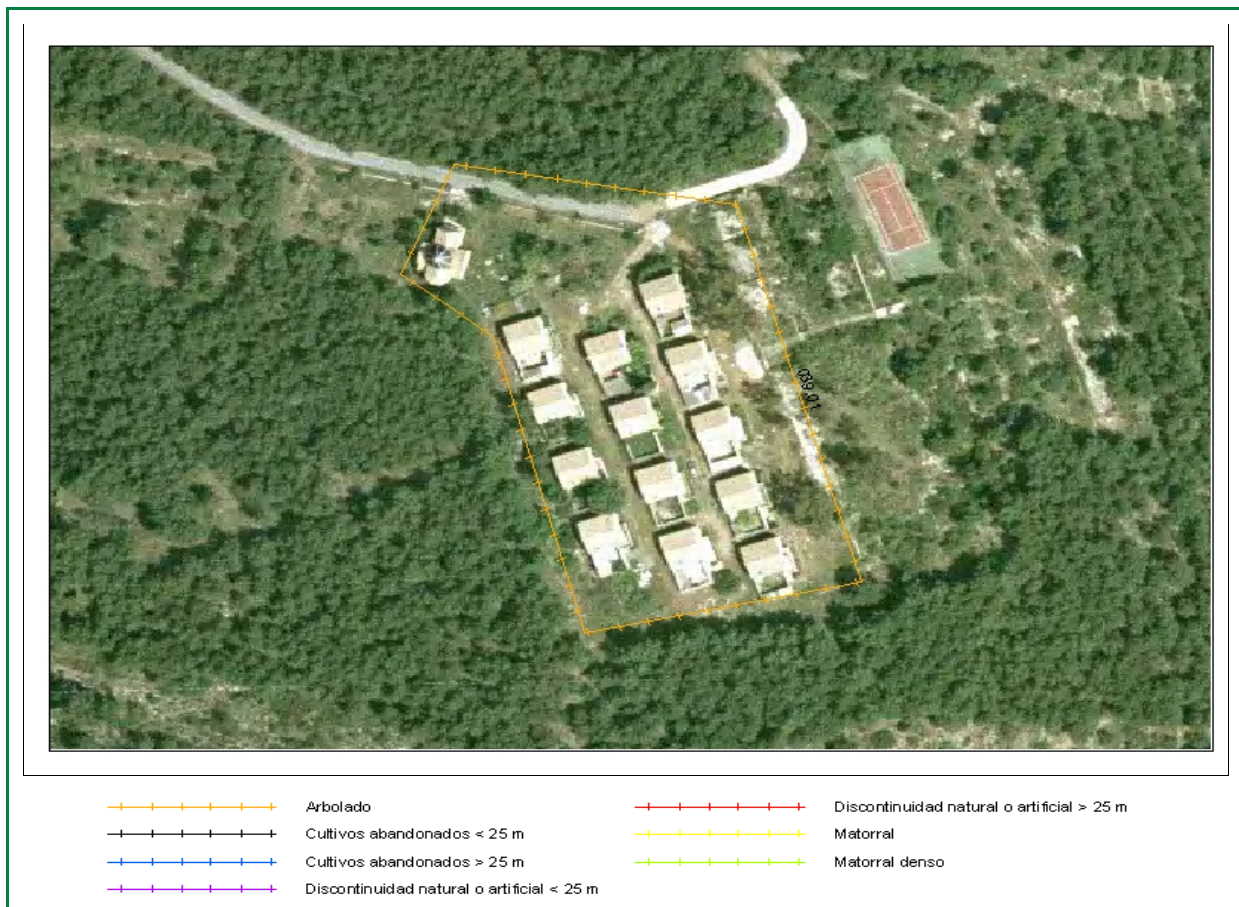 039.01
Arbolado
Cultivos abandonados < 25 m
Cultivos abandonados > 25 m
Discontinuidad natural o artificial < 25 m
Discontinuidad natural o artificial > 25 m
Matorral
Matorral denso